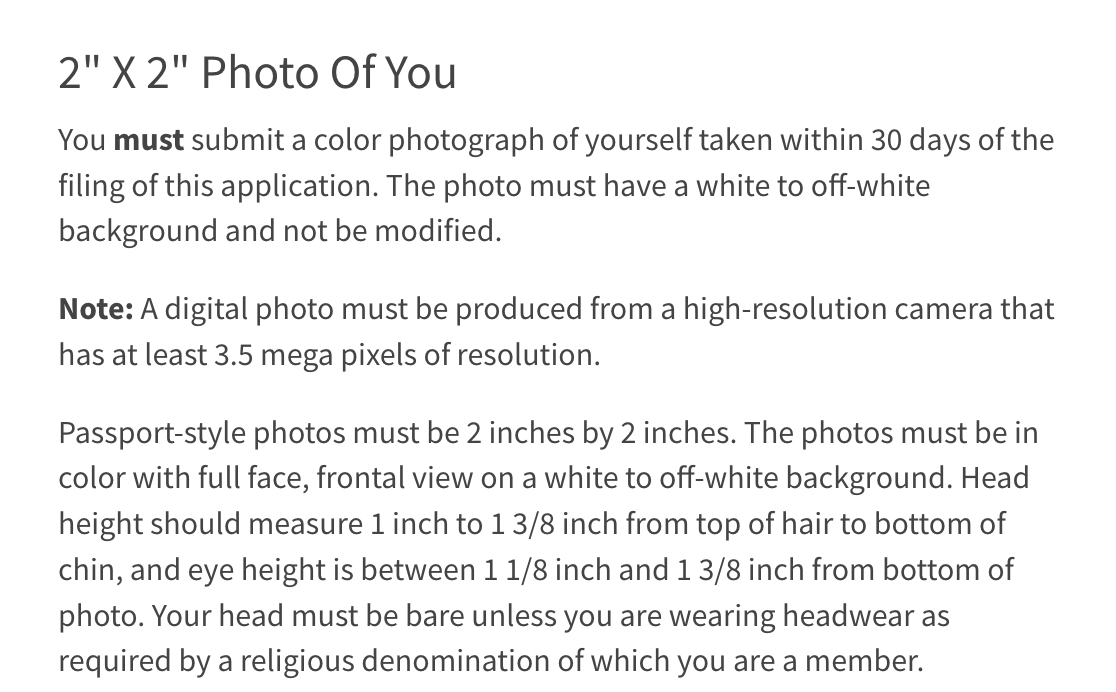 2" X 2" Photo Of You
You must submit a color photograph of yourself taken within 30 days of the
filing of this application. The photo must have a white to off-white
background and not be modified.
Note: A digital photo must be produced from a high-resolution camera that
has at least 3.5 mega pixels of resolution.
Passport-style photos must be 2 inches by 2 inches. The photos must be in
color with full face, frontal view on a white to off-white background. Head
height should measure 1 inch to 1 3/8 inch from top of hair to bottom of
chin, and eye height is between 1 1/8 inch and 1 3/8 inch from bottom of
photo. Your head must be bare unless you are wearing headwear as
required by a religious denomination of which you are a member.